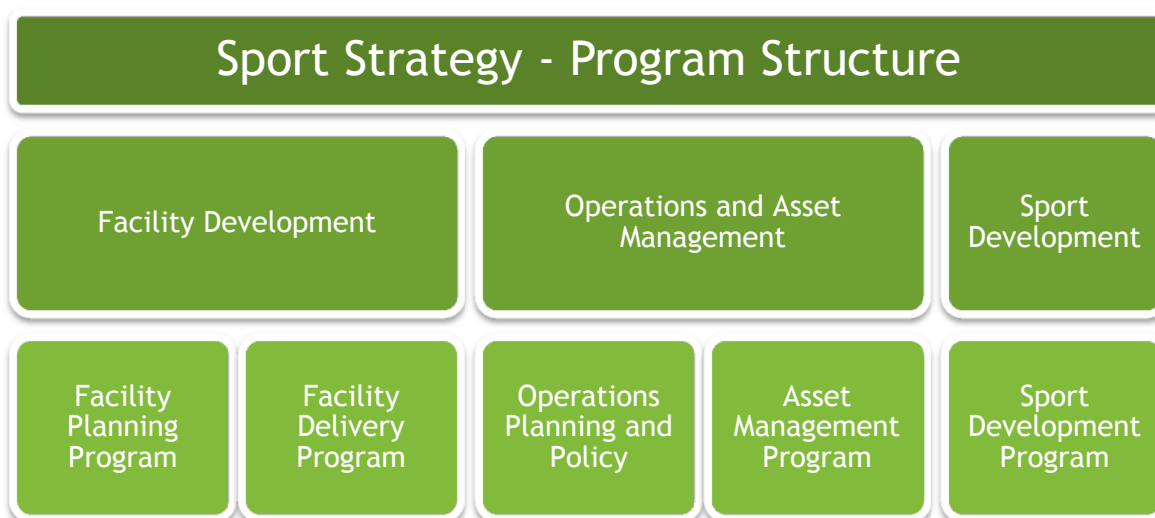 Sport Strategy - Program Structure
Facility Development
Operations and Asset
Management
Sport
Development
Facility
Planning
Program
Facility
Delivery
Program
Operations
Planning and
Policy
Asset
Management
Program
Sport
Development
Program